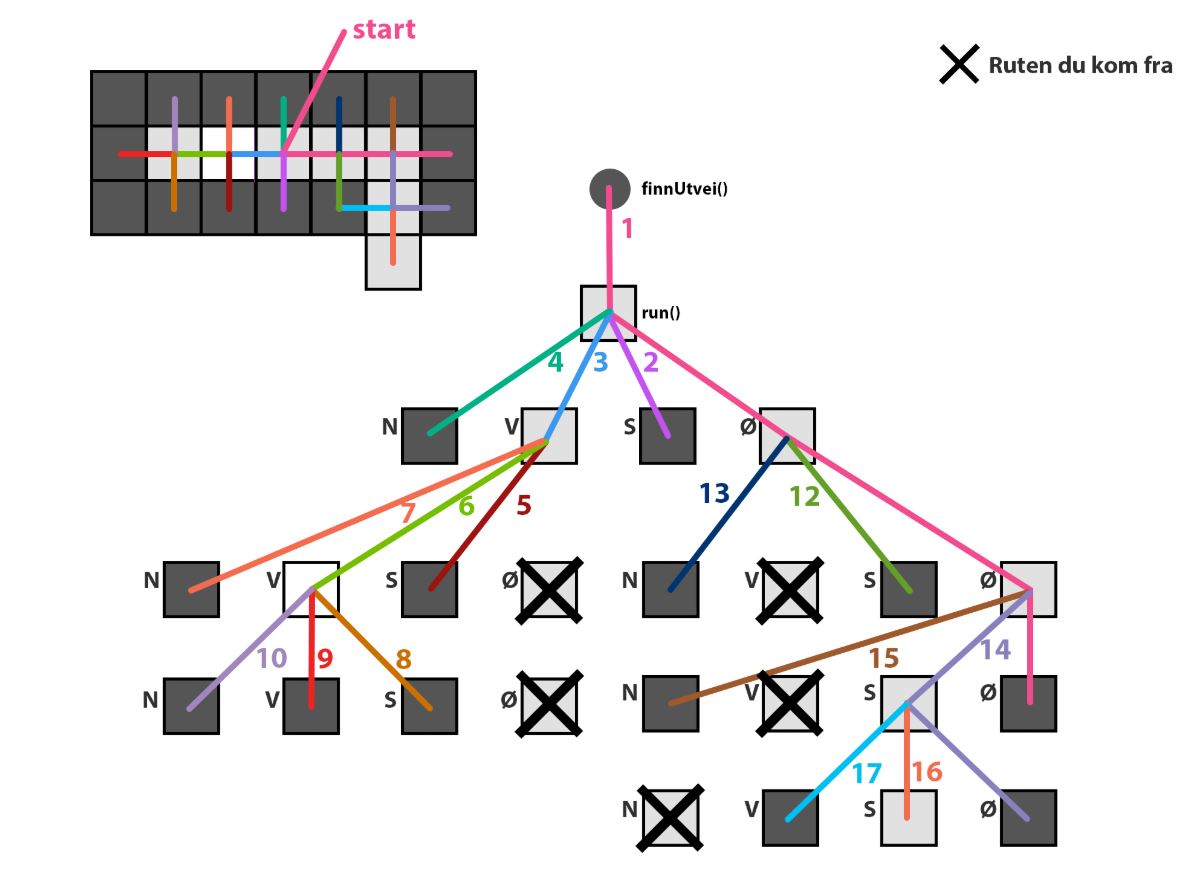 start
Ruten du kom fra
finnUtvei()
1
run()
4 3 2
N V S Ø
7 6 5 13 12
N V S Ø N V S Ø
10 9 8 15 14
N V S Ø N V S Ø
17 16
N V S Ø